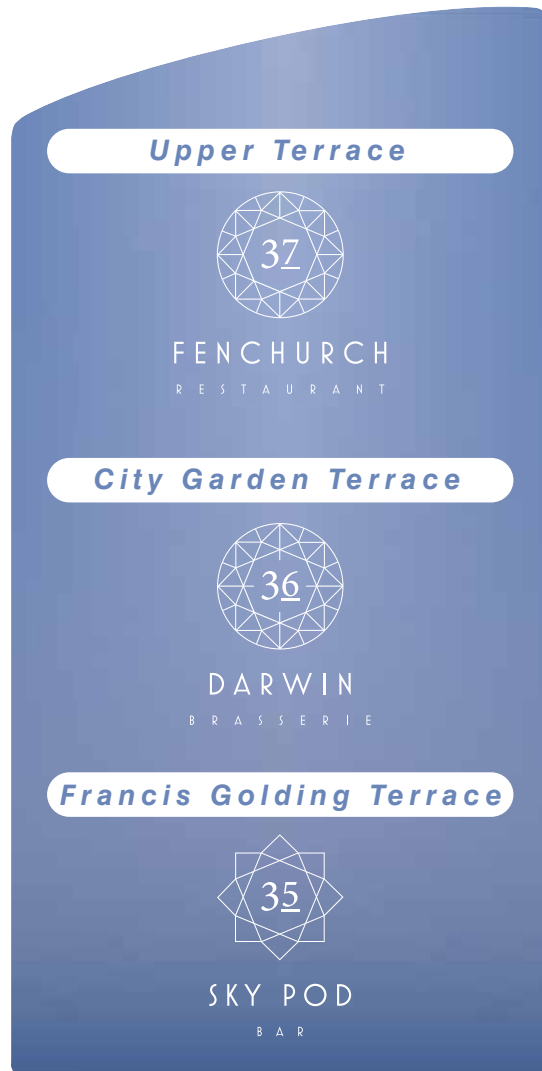 Upper Terrace
37
FENCHURCH
RESTAURANT
City Garden Terrace
36
DARWIN
BRASSERIE
Francis Golding Terrace
35
SKY POD
BAR